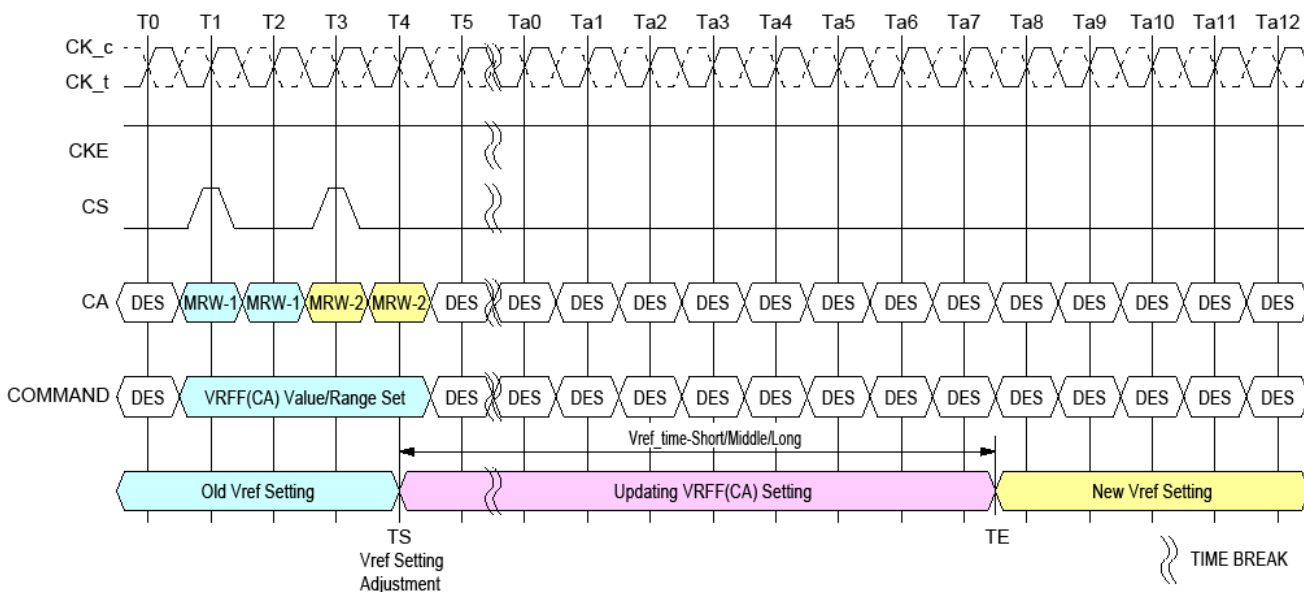 T0 T1 T2 T3 T4 T5 Ta0 Ta1 Ta2 Ta3 Ta4 Ta5 Ta6 Ta7 Ta8 Ta9 Ta10 Ta11 Ta12
CK_c
CK_t
CKE
CS
CA DES MRW-1 MRW-1 MRW-2 MRW-2 DES DES DES DES DES DES DES DES DES DES DES DES DES DES
COMMAND DES VRFF(CA) Value/Range Set DES DES DES DES DES DES DES DES DES DES DES DES DES DES
Vref_time-Short/Middle/Long
Old Vref Setting Updating VRFF(CA) Setting New Vref Setting
TS TE
Vref Setting
Adjustment
TIME BREAK